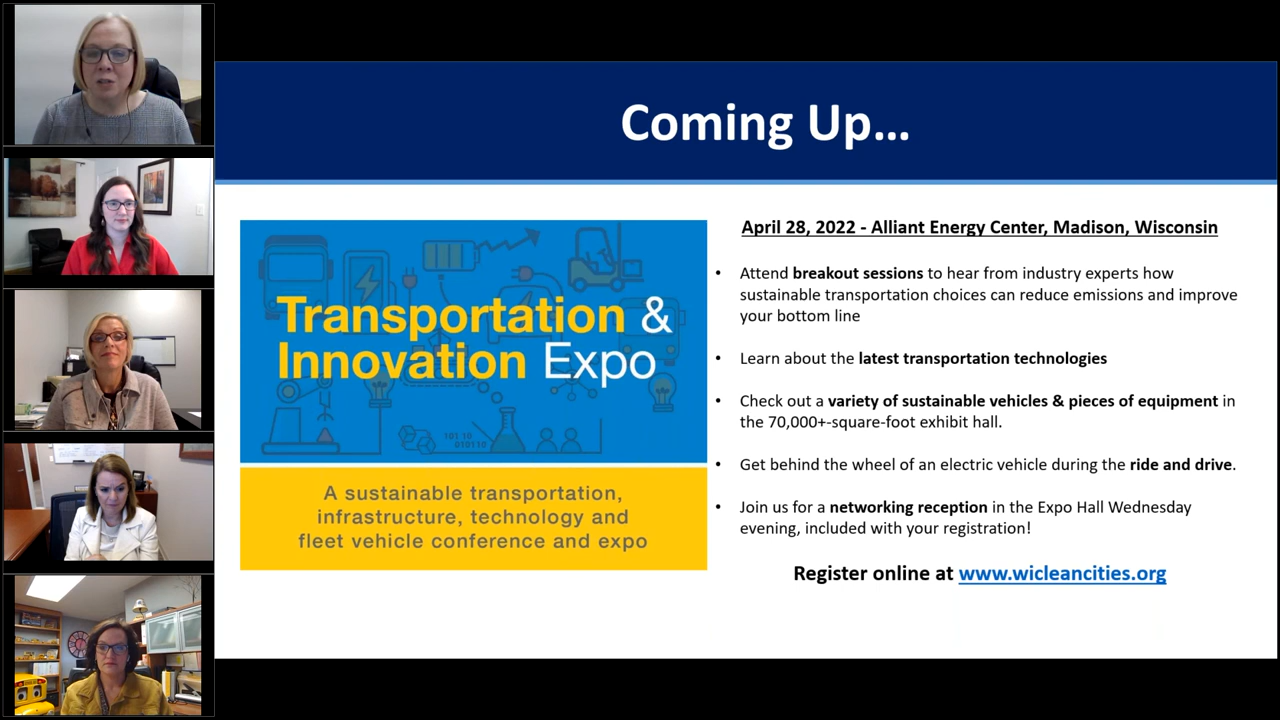 Coming Up...
Transportation &
Innovation Expo
101 10
010110
A sustainable transportation,
infrastructure, technology and
fleet vehicle conference and expo
April 28, 2022 - Alliant Energy Center, Madison, Wisconsin
• Attend breakout sessions to hear from industry experts how
sustainable transportation choices can reduce emissions and improve
your bottom line
• Learn about the latest transportation technologies
• Check out a variety of sustainable vehicles & pieces of equipment in
the 70,000+-square-foot exhibit hall.
• Get behind the wheel of an electric vehicle during the ride and drive.
• Join us for a networking reception in the Expo Hall Wednesday
evening, included with your registration!
Register online at www.wicleancities.org